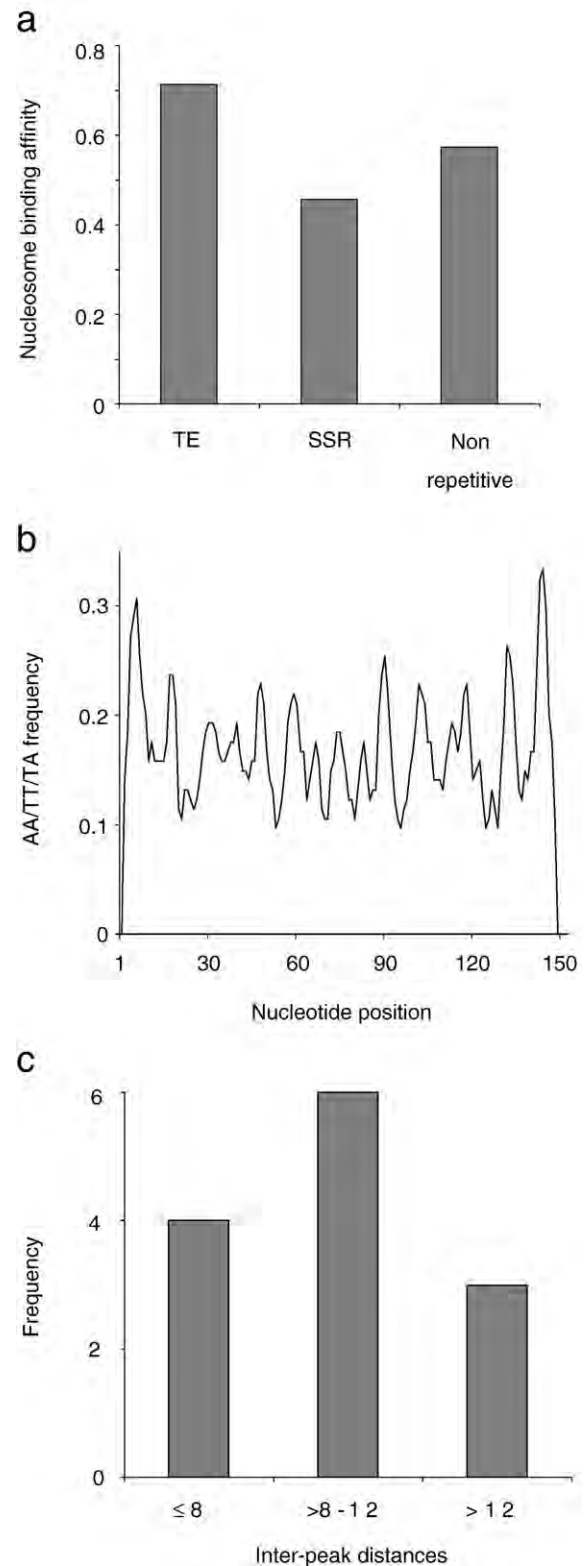 a
Nucleosome binding affinity
0.8
0.6
0.4
0.2
0
TE
SSR
Non
repetitive
b
AA/TT/TA frequency
0.3
0.2
0.1
0
1
30
60
90
120
150
Nucleotide position
c
Frequency
6
4
2
0
≤ 8
>8 - 1 2
> 1 2
Inter-peak distances